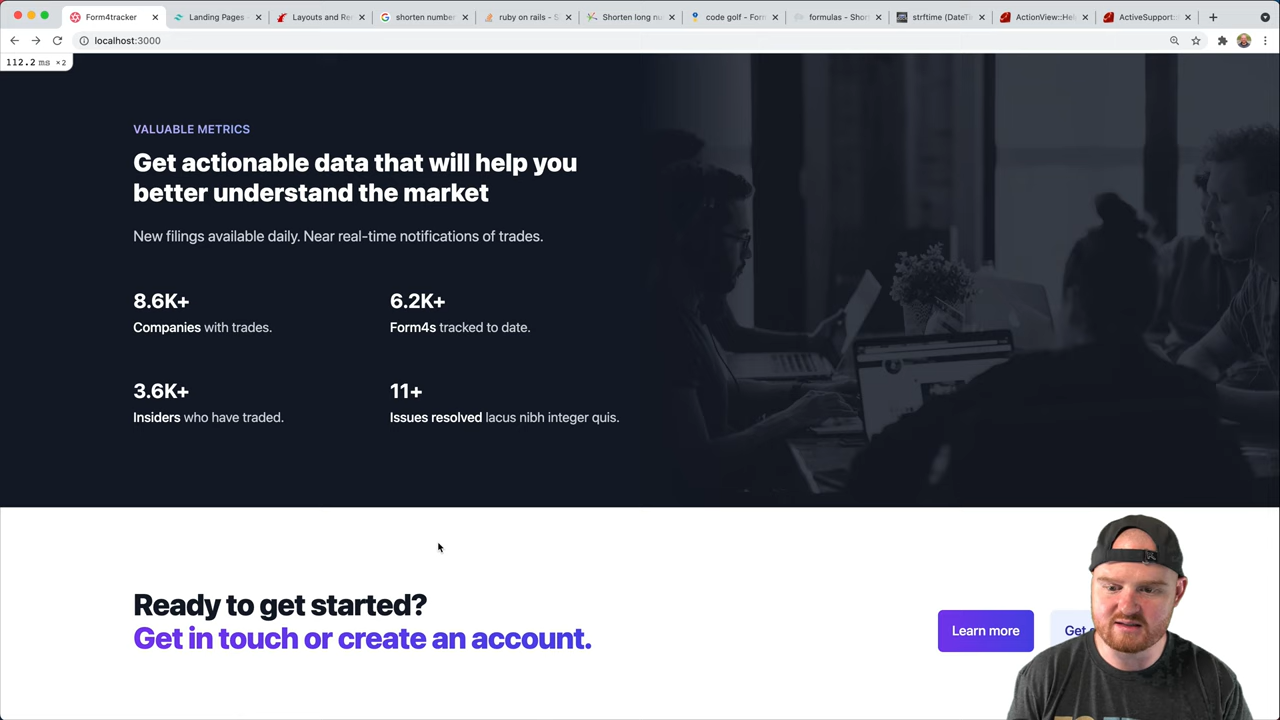 Form4tracker
Landing Pages
Layouts and Re
shorten number
ruby on rails - S
Shorten long nu
code golf - Form
formulas - Shor
strftime (DateTi
ActionView::Hel
ActiveSupport::
localhost:3000
112.2 ms ×2
VALUABLE METRICS
Get actionable data that will help you
better understand the market
New filings available daily. Near real-time notifications of trades.
8.6K+
Companies with trades.
6.2K+
Form4s tracked to date.
3.6K+
Insiders who have traded.
11+
Issues resolved lacus nibh integer quis.
Ready to get started?
Get in touch or create an account.
Learn more
Get